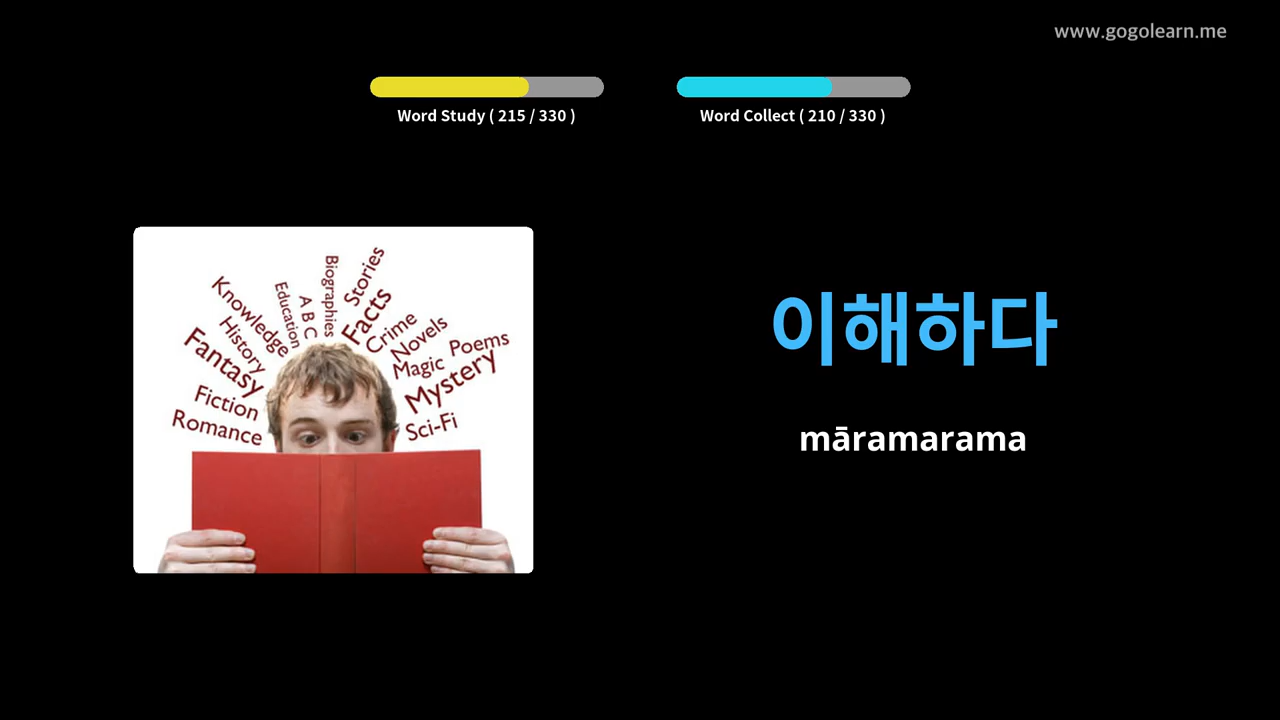 www.gogolearn.me
Word Study ( 215 / 330 )
Word Collect ( 210 / 330 )
Biographies
Stories
Knowledge
Education
A B C
Facts
Crime
History
Novels
Poems
Fantasy
Magic
Mystery
Fiction
Romance
Sci-Fi
이해하다
māramarama